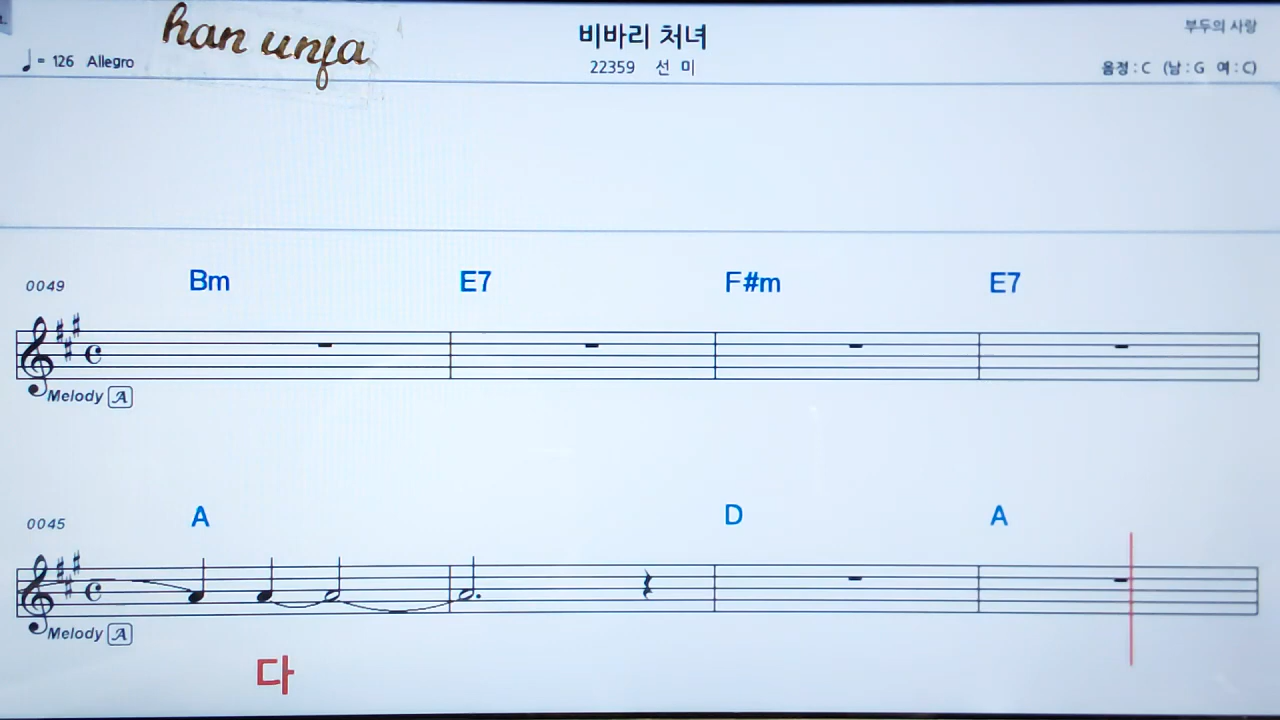 han unfa
비바리 처녀
부두의 사랑
♩= 126 Allegro
22359 선 미
음정 : C (남 : G 여 : C)
0049
Bm E7 F#m E7
Melody A
0045
A D A
Melody A
다